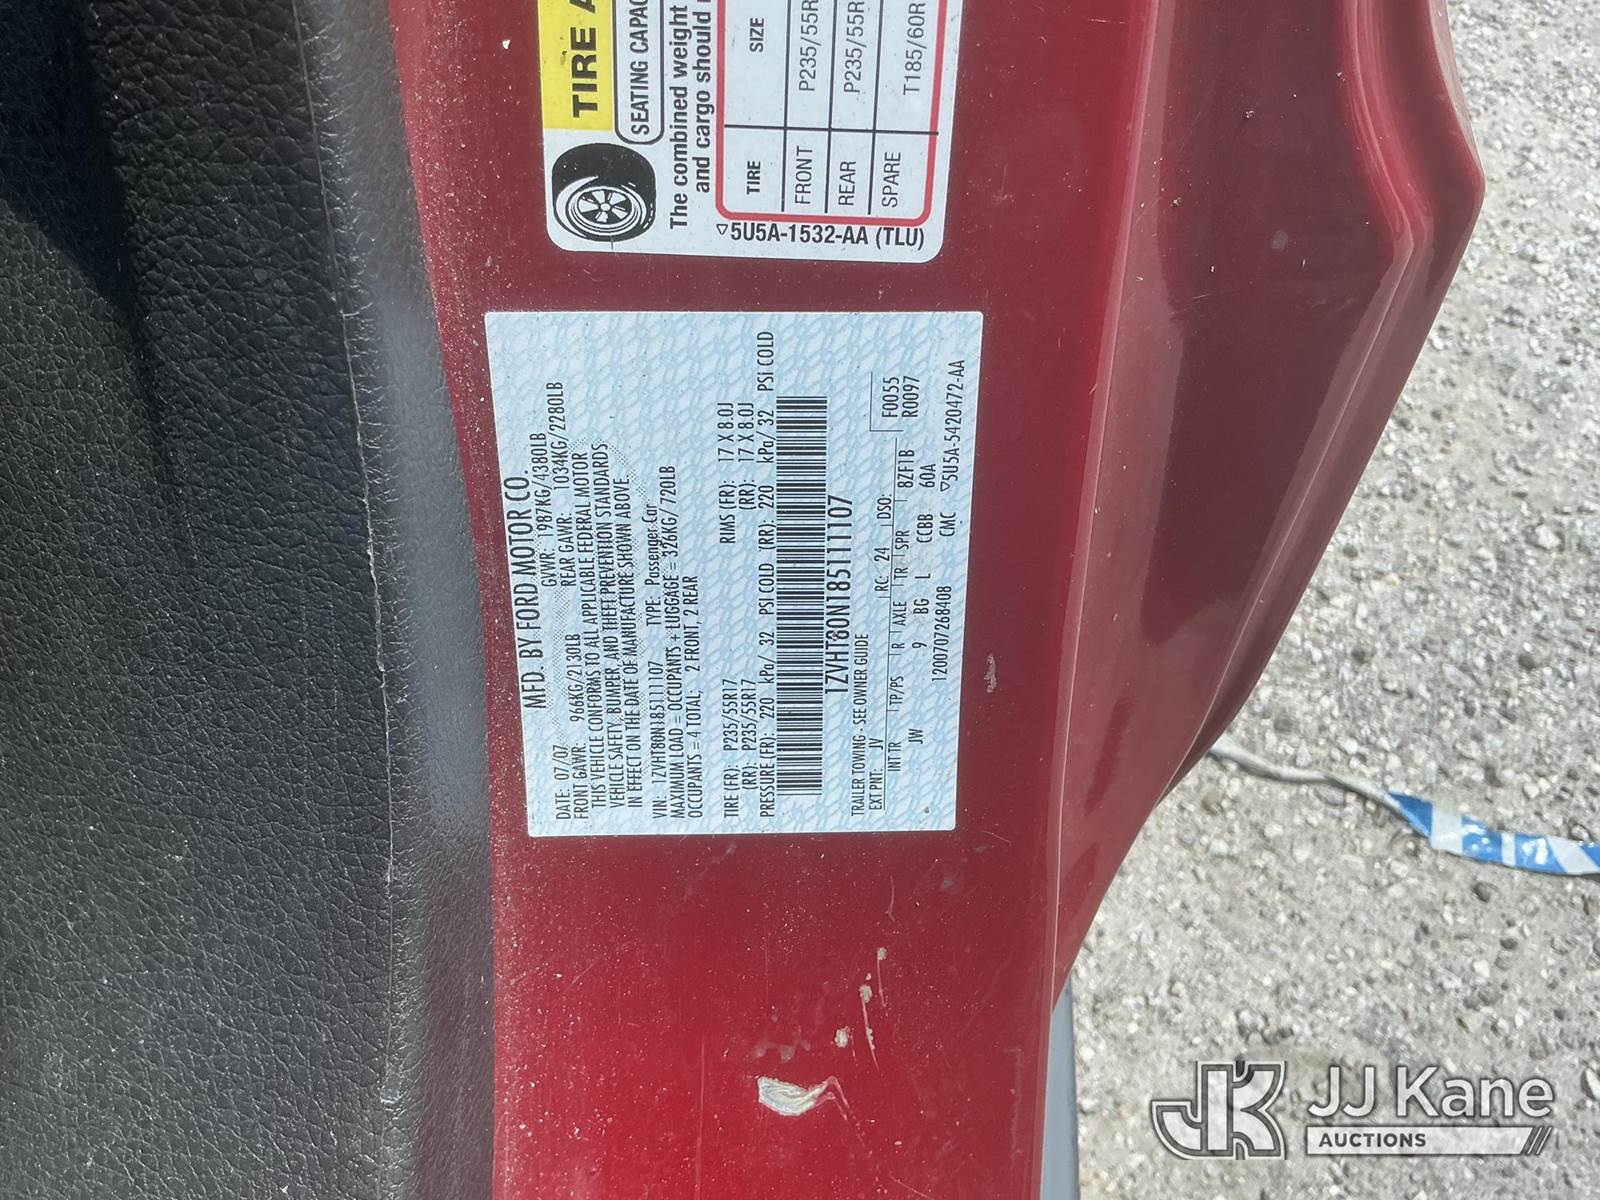 TIRE A
SEATING CAPAC
The combined weight
and cargo should
TIRE SIZE
FRONT P235/55R
REAR P235/55R
SPARE T185/60R
▽5U5A-1532-AA (TLU)
MFD. BY FORD MOTOR CO.
DATE: 07/07 GVWR: 1987KG/4380LB
FRONT GAWR: 966KG/2130LB REAR GAWR: 1034KG/2280LB
THIS VEHICLE CONFORMS TO ALL APPLICABLE FEDERAL MOTOR
VEHICLE SAFETY, BUMPER, AND THEFT PREVENTION STANDARDS
IN EFFECT ON THE DATE OF MANUFACTURE SHOWN ABOVE.
VIN: 1ZVHT80N185111107 TYPE: Passenger Car
MAXIMUM LOAD = OCCUPANTS + LUGGAGE = 326KG/720LB
OCCUPANTS = 4 TOTAL; 2 FRONT, 2 REAR
TIRE (FR): P235/55R17 RIMS (FR): 17 X 8.0J
(RR): P235/55R17 (RR): 17 X 8.0J
PRESSURE (FR): 220 kPa/ 32 PSI COLD (RR): 220 kPa/ 32 PSi COLD
1ZVHT80N185111107
TRAILER TOWING - SEE OWNER GUIDE
EXT PNT: JV RC: 24 DSO: F0055
INT TR TP/PS R AXLE TR SPR 8ZF1B R0097
JW 9 BG L CCBB 60A
120070726840B CMC ▽5U5A-5420472-AA
JK JJ Kane
AUCTIONS